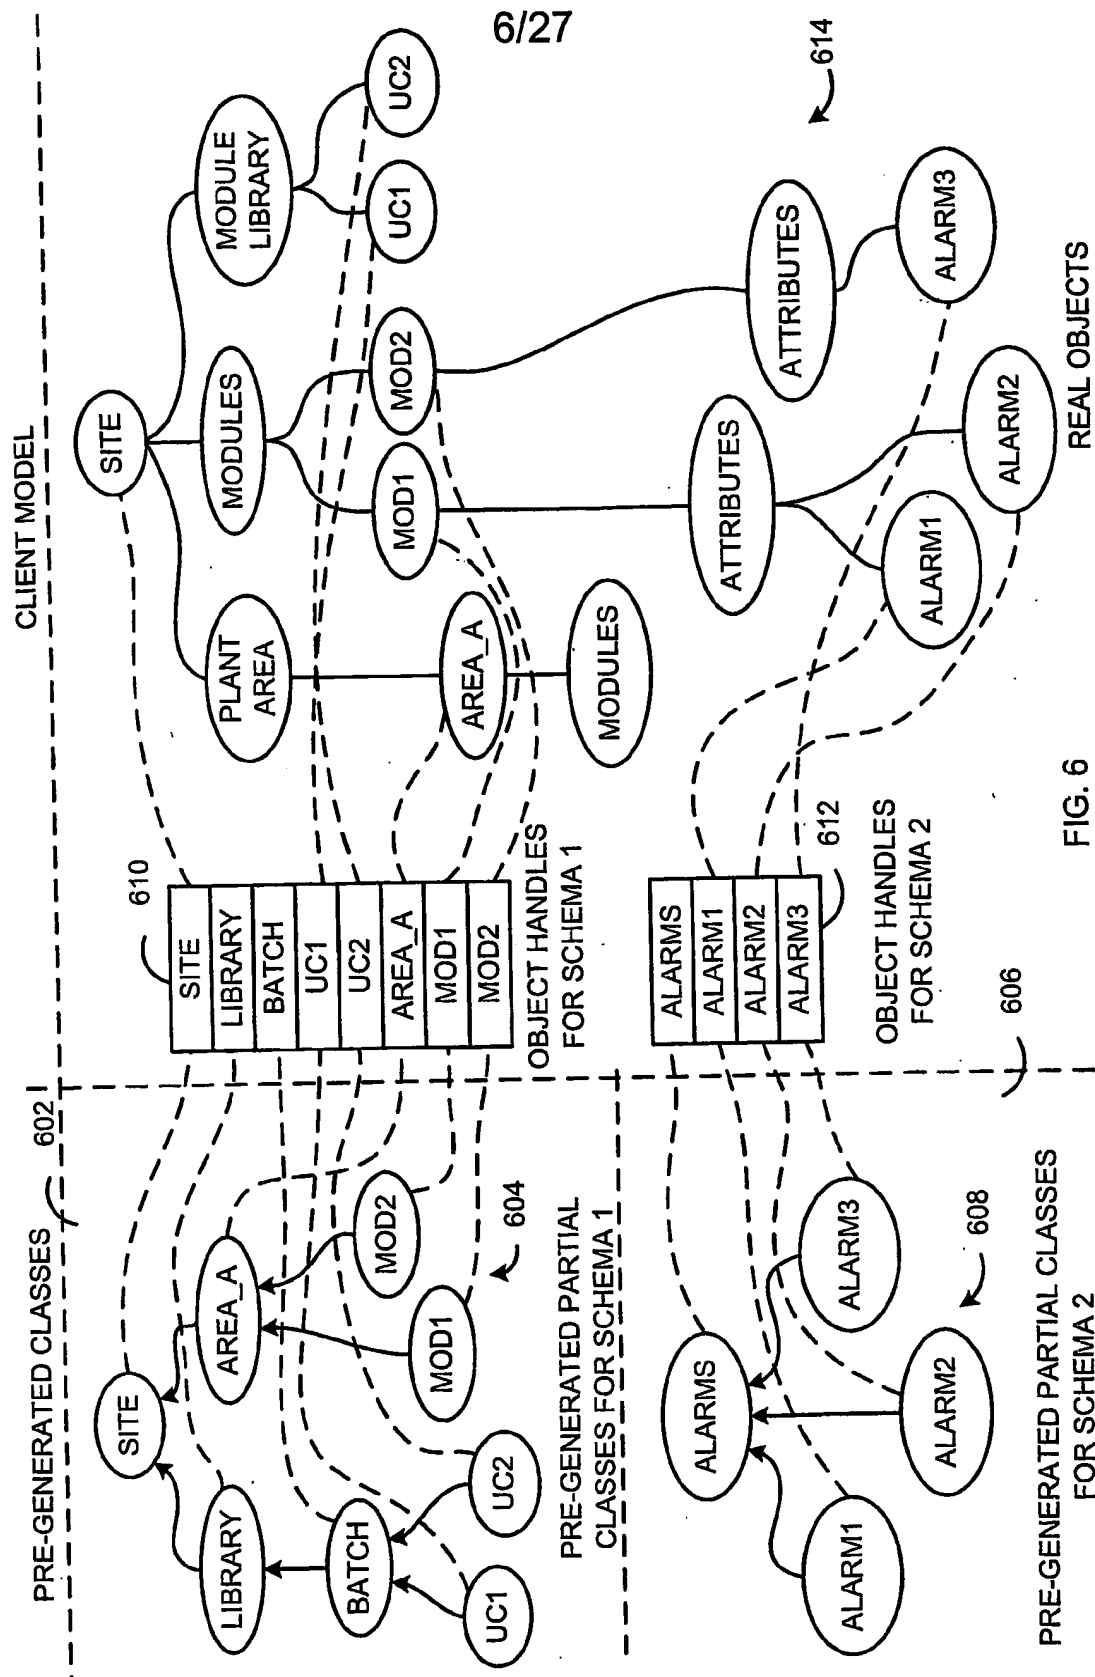 6/27
PRE-GENERATED CLASSES
602
SITE
LIBRARY
AREA_A
BATCH
MOD2
MOD1
UC1
UC2
604
PRE-GENERATED PARTIAL
CLASSES FOR SCHEMA 1
ALARMS
ALARM1
ALARM2
ALARM3
608
PRE-GENERATED PARTIAL CLASSES
FOR SCHEMA 2
606
CLIENT MODEL
610
SITE
LIBRARY
BATCH
UC1
UC2
AREA_A
MOD1
MOD2
OBJECT HANDLES
FOR SCHEMA 1
ALARMS
ALARM1
ALARM2
ALARM3
612
OBJECT HANDLES
FOR SCHEMA 2
SITE
PLANT
AREA
MODULES
MODULE
LIBRARY
MOD1
MOD2
UC1
UC2
AREA_A
MODULES
ATTRIBUTES
ATTRIBUTES
ALARM1
ALARM2
ALARM3
614
REAL OBJECTS
FIG. 6